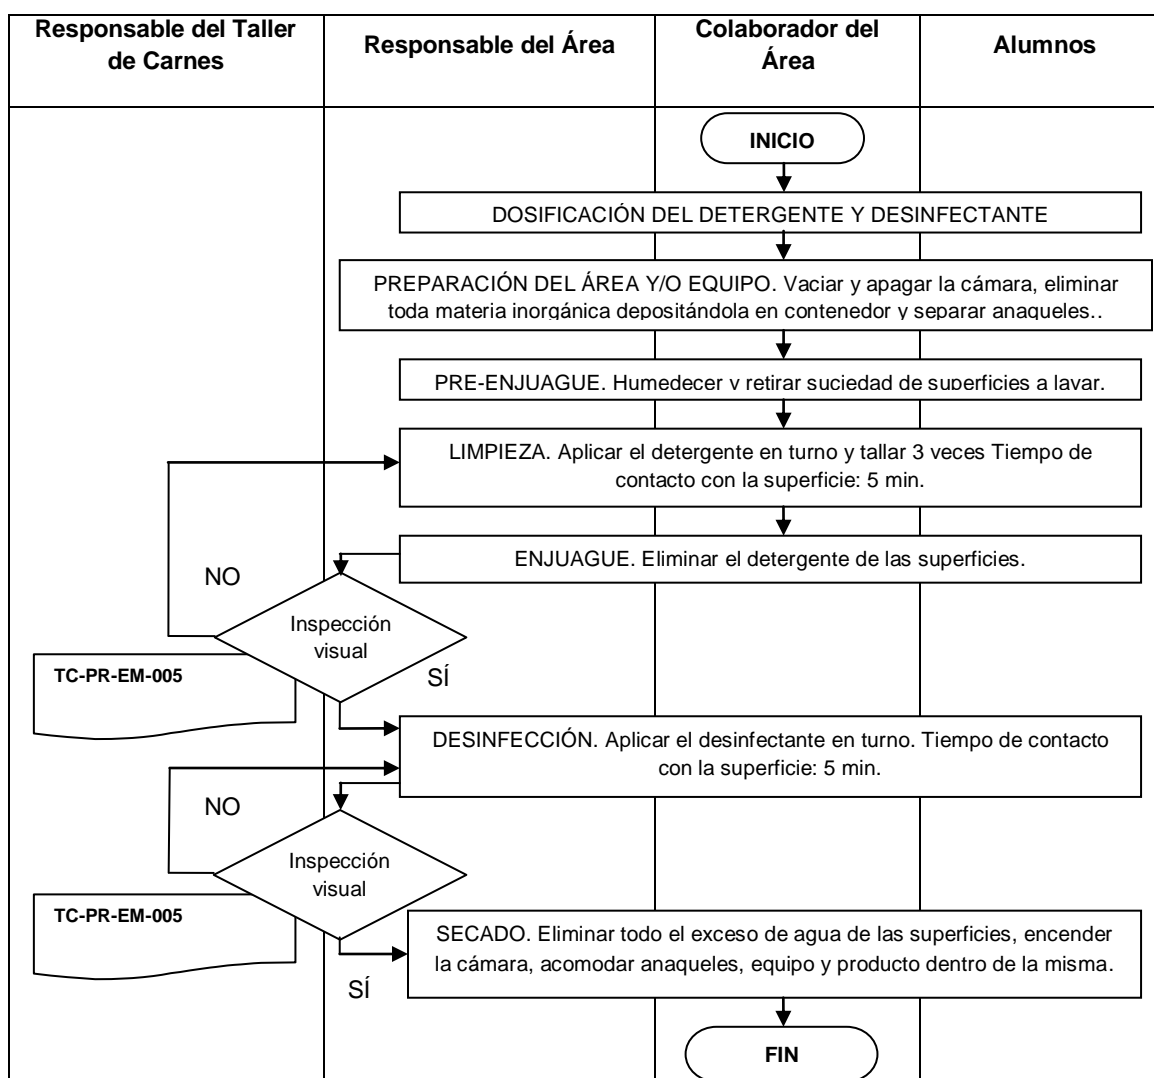 Responsable del Taller
de Carnes
Responsable del Área
Colaborador del
Área
Alumnos
INICIO
DOSIFICACIÓN DEL DETERGENTE Y DESINFECTANTE
PREPARACIÓN DEL ÁREA Y/O EQUIPO. Vaciar y apagar la cámara, eliminar
toda materia inorgánica depositándola en contenedor y separar anaqueles..
PRE-ENJUAGUE. Humedecer y retirar suciedad de superficies a lavar.
LIMPIEZA. Aplicar el detergente en turno y tallar 3 veces Tiempo de
contacto con la superficie: 5 min.
ENJUAGUE. Eliminar el detergente de las superficies.
NO
Inspección
visual
SÍ
TC-PR-EM-005
DESINFECCIÓN. Aplicar el desinfectante en turno. Tiempo de contacto
con la superficie: 5 min.
NO
Inspección
visual
TC-PR-EM-005
SECADO. Eliminar todo el exceso de agua de las superficies, encender
la cámara, acomodar anaqueles, equipo y producto dentro de la misma.
SÍ
FIN